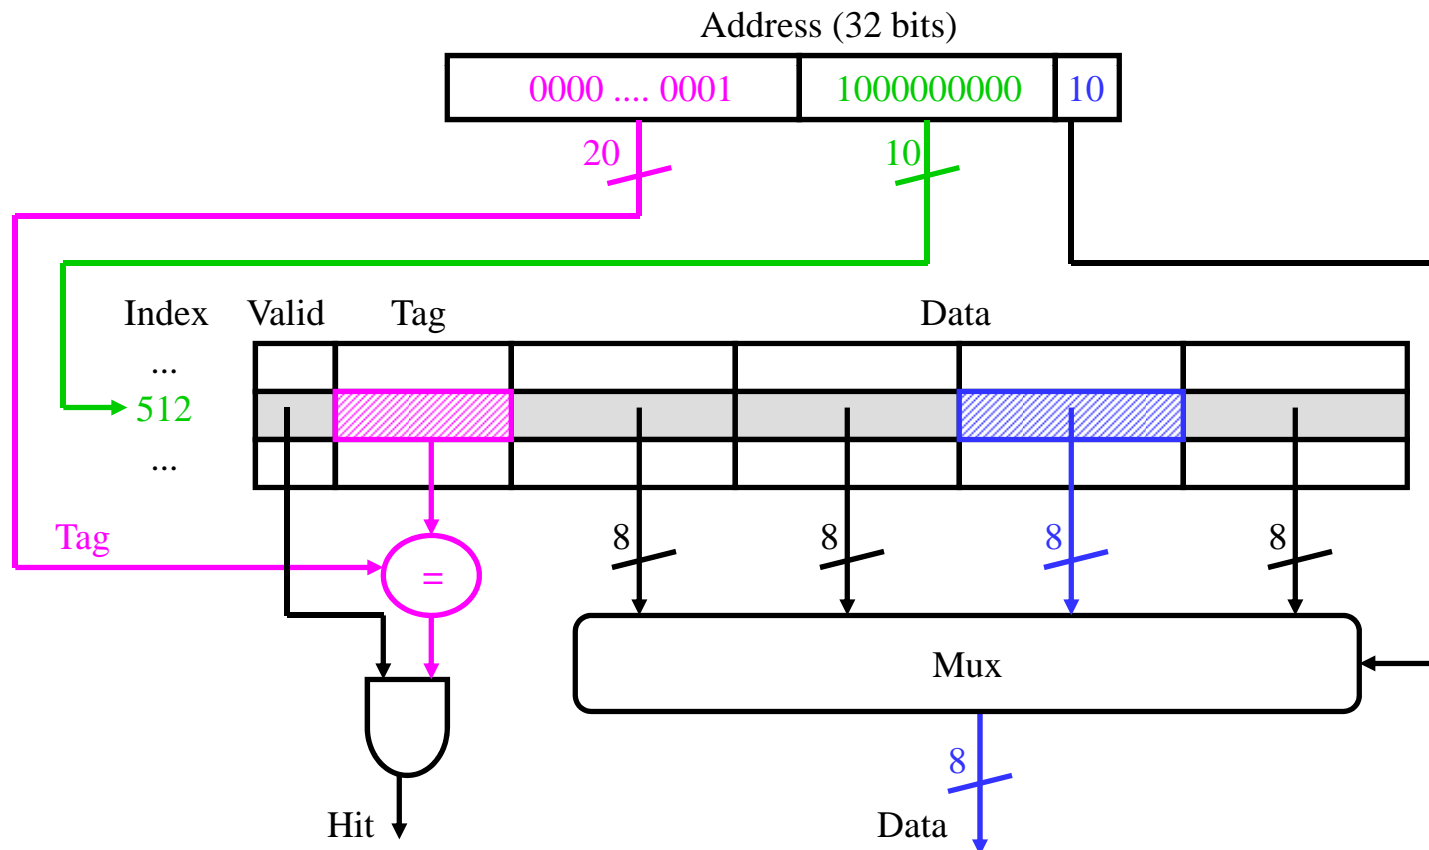 Address (32 bits)
0000 .... 0001 1000000000 10
20 10
Index Valid Tag Data
...
512
...
Tag = 8 8 8 8
Mux
8
Hit Data